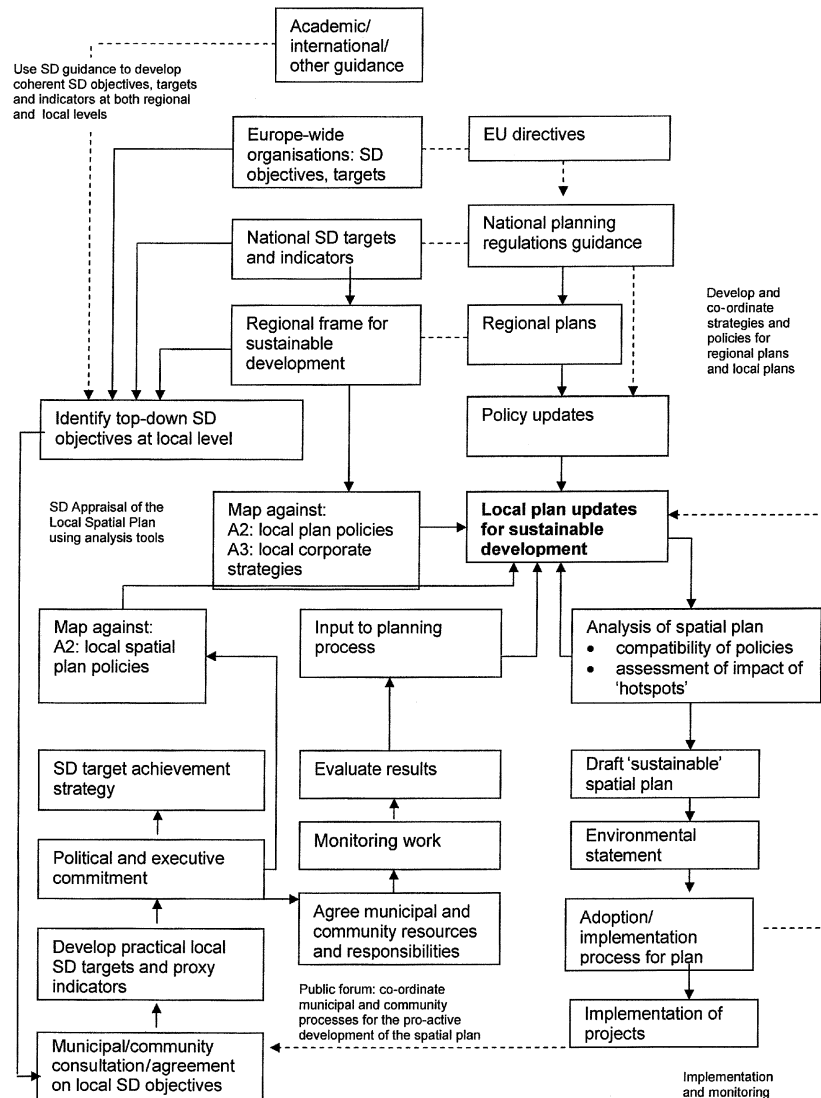 Academic/
international/
other guidance
Use SD guidance to develop
coherent SD objectives, targets
and indicators at both regional
and local levels
Europe-wide
organisations: SD
objectives, targets
EU directives
National SD targets
and indicators
National planning
regulations guidance
Regional frame for
sustainable
development
Regional plans
Develop and
co-ordinate
strategies and
policies for
regional plans
and local plans
Identify top-down SD
objectives at local level
Policy updates
SD Appraisal of the
Local Spatial Plan
using analysis tools
Map against:
A2: local plan policies
A3: local corporate
strategies
Local plan updates
for sustainable
development
Map against:
A2: local spatial
plan policies
Input to planning
process
Analysis of spatial plan
• compatibility of policies
• assessment of impact of
'hotspots'
SD target achievement
strategy
Evaluate results
Draft 'sustainable'
spatial plan
Political and executive
commitment
Monitoring work
Environmental
statement
Agree municipal and
community resources
and responsibilities
Adoption/
implementation
process for plan
Develop practical local
SD targets and proxy
indicators
Public forum: co-ordinate
municipal and community
processes for the pro-active
development of the spatial plan
Implementation of
projects
Municipal/community
consultation/agreement
on local SD objectives
Implementation
and monitoring